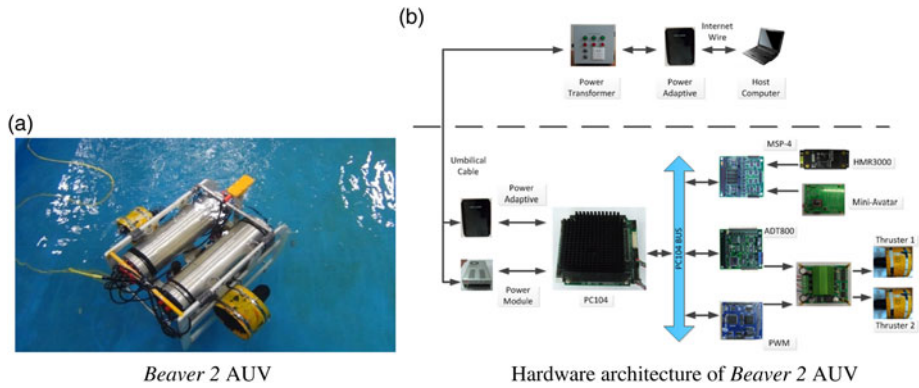 (a)
Beaver 2 AUV
(b)
Internet
Wire
Power
Transformer
Power
Adaptive
Host
Computer
Umbilical
Cable
Power
Adaptive
Power
Module
PC104
PC104 BUS
MSP-4
HMR3000
Mini-Avatar
ADT800
Thruster 1
PWM
Thruster 2
Hardware architecture of Beaver 2 AUV